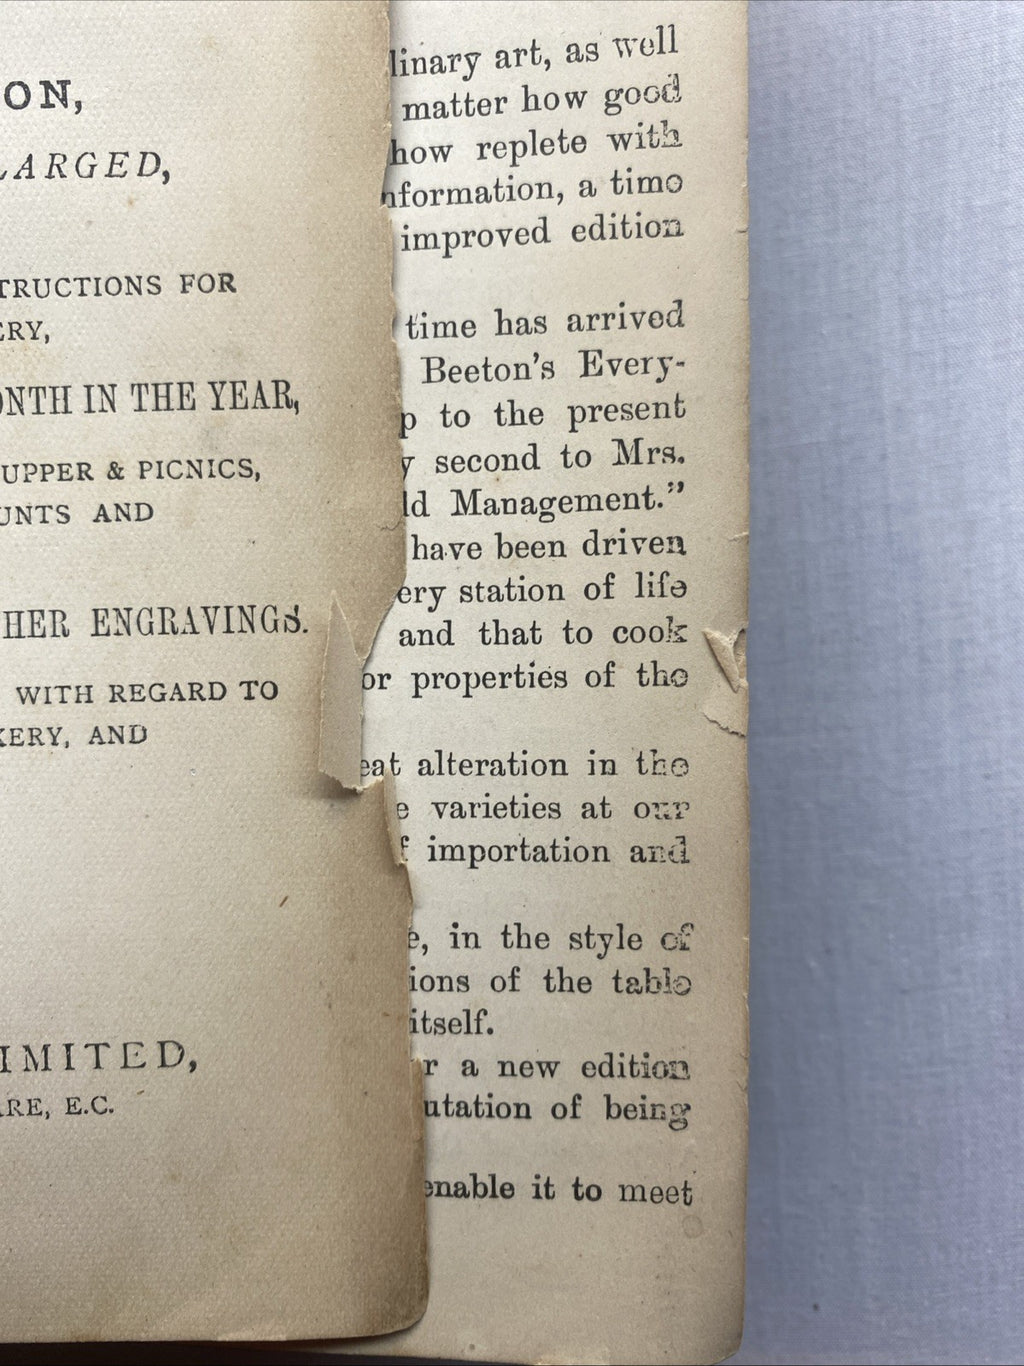 ON,
LARGED,
TRUCTIONS FOR
ERY,
ONTH IN THE YEAR,
UPPER & PICNICS,
UNTS AND
HER ENGRAVINGS.
WITH REGARD TO
KERY, AND
IMITED,
ARE, E.C.
linary art, as well
matter how good
how replete with
nformation, a time
improved edition
time has arrived
Beeton's Every-
p to the present
y second to Mrs.
ld Management."
have been driven
ery station of life
and that to cook
or properties of the
eat alteration in the
e varieties at our
f importation and
e, in the style of
ions of the table
itself.
r a new edition
utation of being
enable it to meet